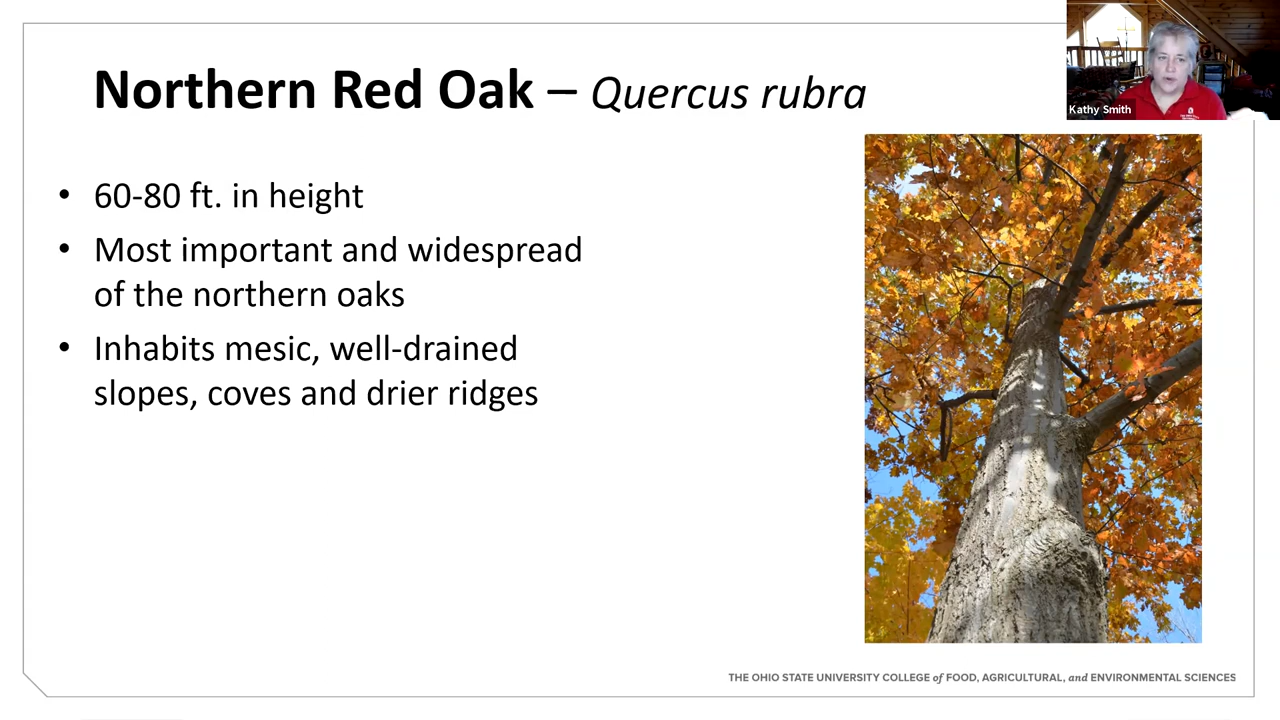 Northern Red Oak – Quercus rubra
Kathy Smith
• 60-80 ft. in height
• Most important and widespread
of the northern oaks
• Inhabits mesic, well-drained
slopes, coves and drier ridges
THE OHIO STATE UNIVERSITY COLLEGE of FOOD, AGRICULTURAL, and ENVIRONMENTAL SCIENCES